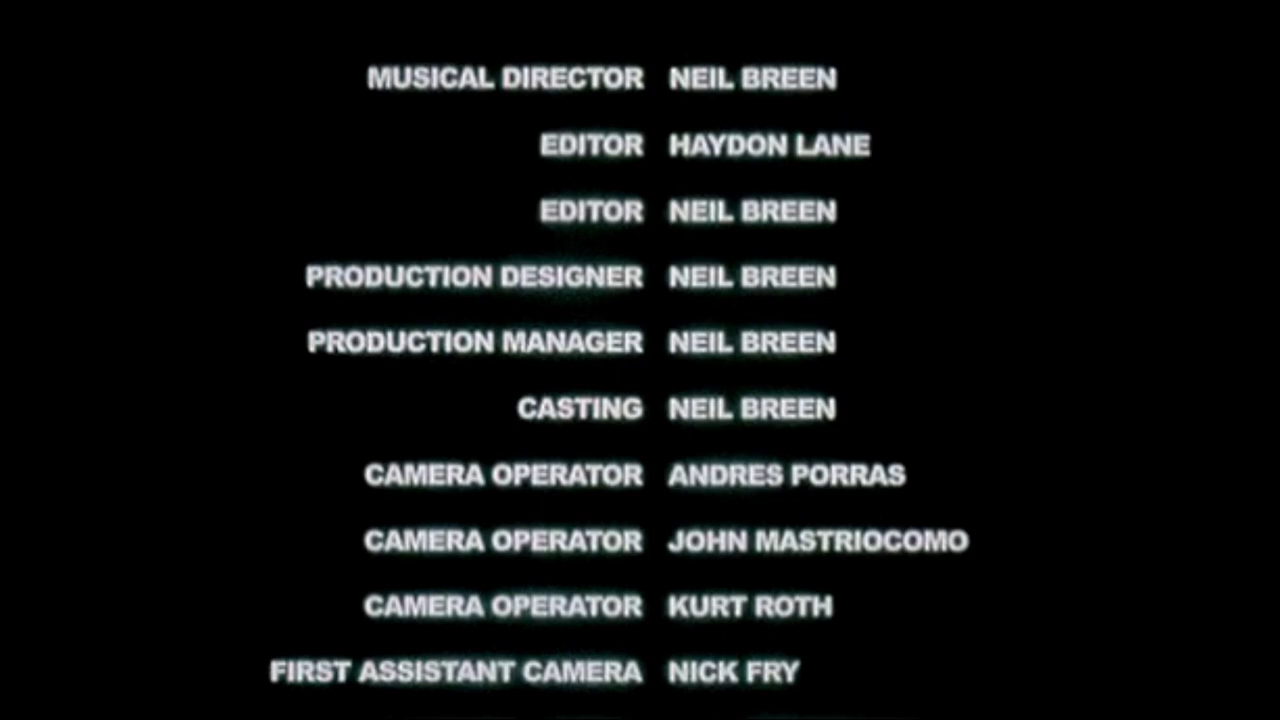 MUSICAL DIRECTOR NEIL BREEN
EDITOR HAYDON LANE
EDITOR NEIL BREEN
PRODUCTION DESIGNER NEIL BREEN
PRODUCTION MANAGER NEIL BREEN
CASTING NEIL BREEN
CAMERA OPERATOR ANDRES PORRAS
CAMERA OPERATOR JOHN MASTRIOCOMO
CAMERA OPERATOR KURT ROTH
FIRST ASSISTANT CAMERA NICK FRY